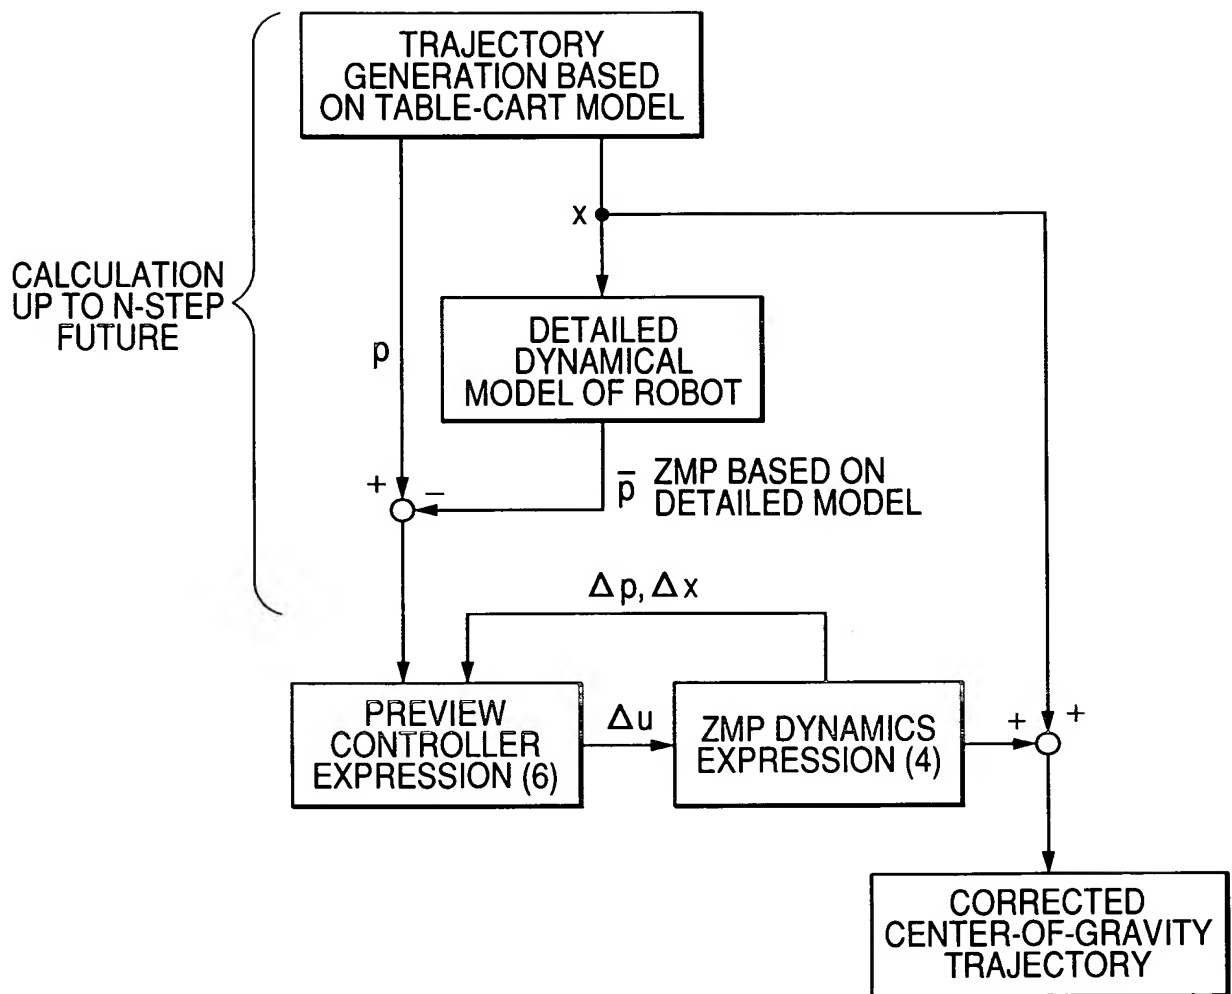 TRAJECTORY
GENERATION BASED
ON TABLE-CART MODEL
x
CALCULATION
UP TO N-STEP
FUTURE
p
DETAILED
DYNAMICAL
MODEL OF ROBOT
+
−
p̅ ZMP BASED ON
DETAILED MODEL
Δp, Δx
PREVIEW
CONTROLLER
EXPRESSION (6)
Δu
ZMP DYNAMICS
EXPRESSION (4)
+
+
CORRECTED
CENTER-OF-GRAVITY
TRAJECTORY